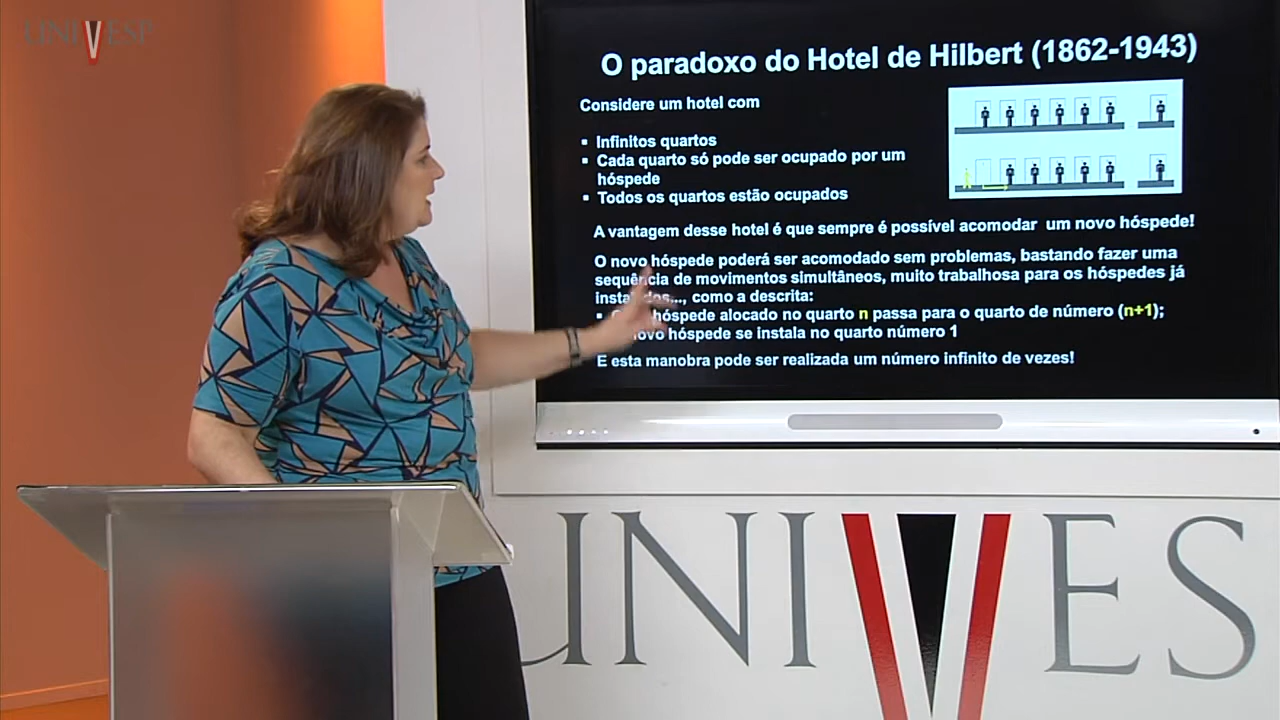 UNIVESP
O paradoxo do Hotel de Hilbert (1862-1943)
Considere um hotel com
▪ Infinitos quartos
▪ Cada quarto só pode ser ocupado por um
hóspede
▪ Todos os quartos estão ocupados
A vantagem desse hotel é que sempre é possível acomodar um novo hóspede!
O novo hóspede poderá ser acomodado sem problemas, bastando fazer uma
sequência de movimentos simultâneos, muito trabalhosa para os hóspedes já
como a descrita:
▪ hóspede alocado no quarto n passa para o quarto de número (n+1);
hóspede se instala no quarto número 1
E esta manobra pode ser realizada um número infinito de vezes!
UNIVES